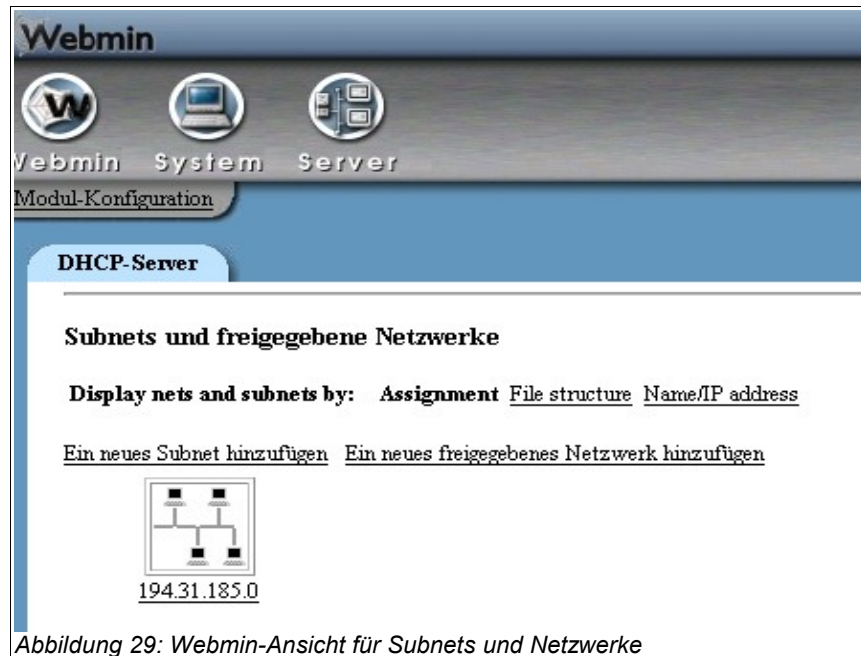 Webmin
Webmin System Server
Modul-Konfiguration
DHCP-Server
Subnets und freigegebene Netzwerke
Display nets and subnets by: Assignment File structure Name/IP address
Ein neues Subnet hinzufügen Ein neues freigegebenes Netzwerk hinzufügen
194.31.185.0
Abbildung 29: Webmin-Ansicht für Subnets und Netzwerke